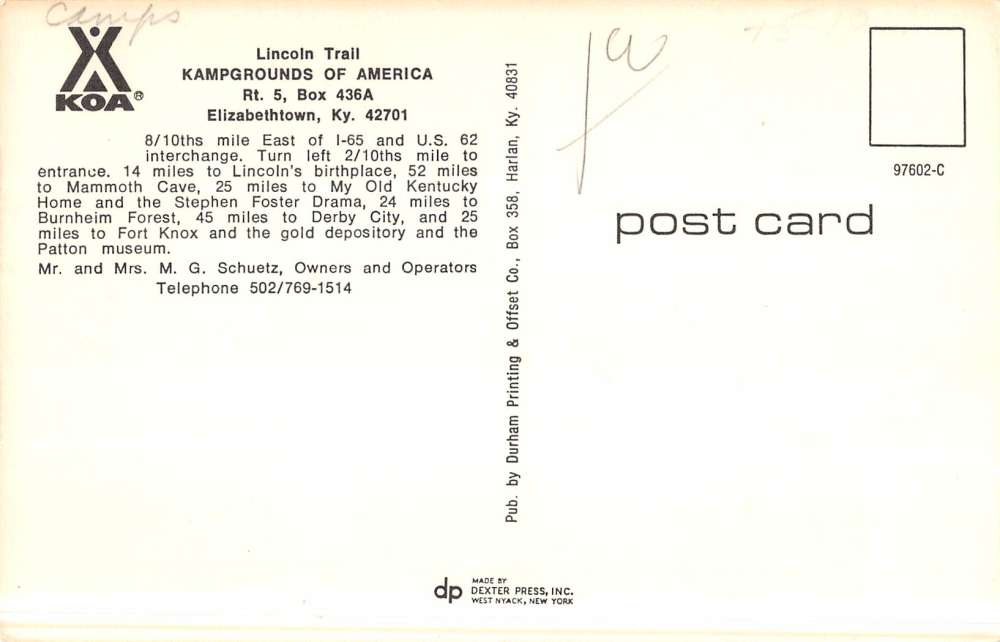 Camps
KOA®
Lincoln Trail
KAMPGROUNDS OF AMERICA
Rt. 5, Box 436A
Elizabethtown, Ky. 42701
8/10ths mile East of I-65 and U.S. 62
interchange. Turn left 2/10ths mile to
entrance. 14 miles to Lincoln's birthplace, 52 miles
to Mammoth Cave, 25 miles to My Old Kentucky
Home and the Stephen Foster Drama, 24 miles to
Burnheim Forest, 45 miles to Derby City, and 25
miles to Fort Knox and the gold depository and the
Patton museum.
Mr. and Mrs. M. G. Schuetz, Owners and Operators
Telephone 502/769-1514
Pub. by Durham Printing & Offset Co., Box 358, Harlan, Ky. 40831
97602-C
post card
dp
MADE BY
DEXTER PRESS, INC.
WEST NYACK, NEW YORK